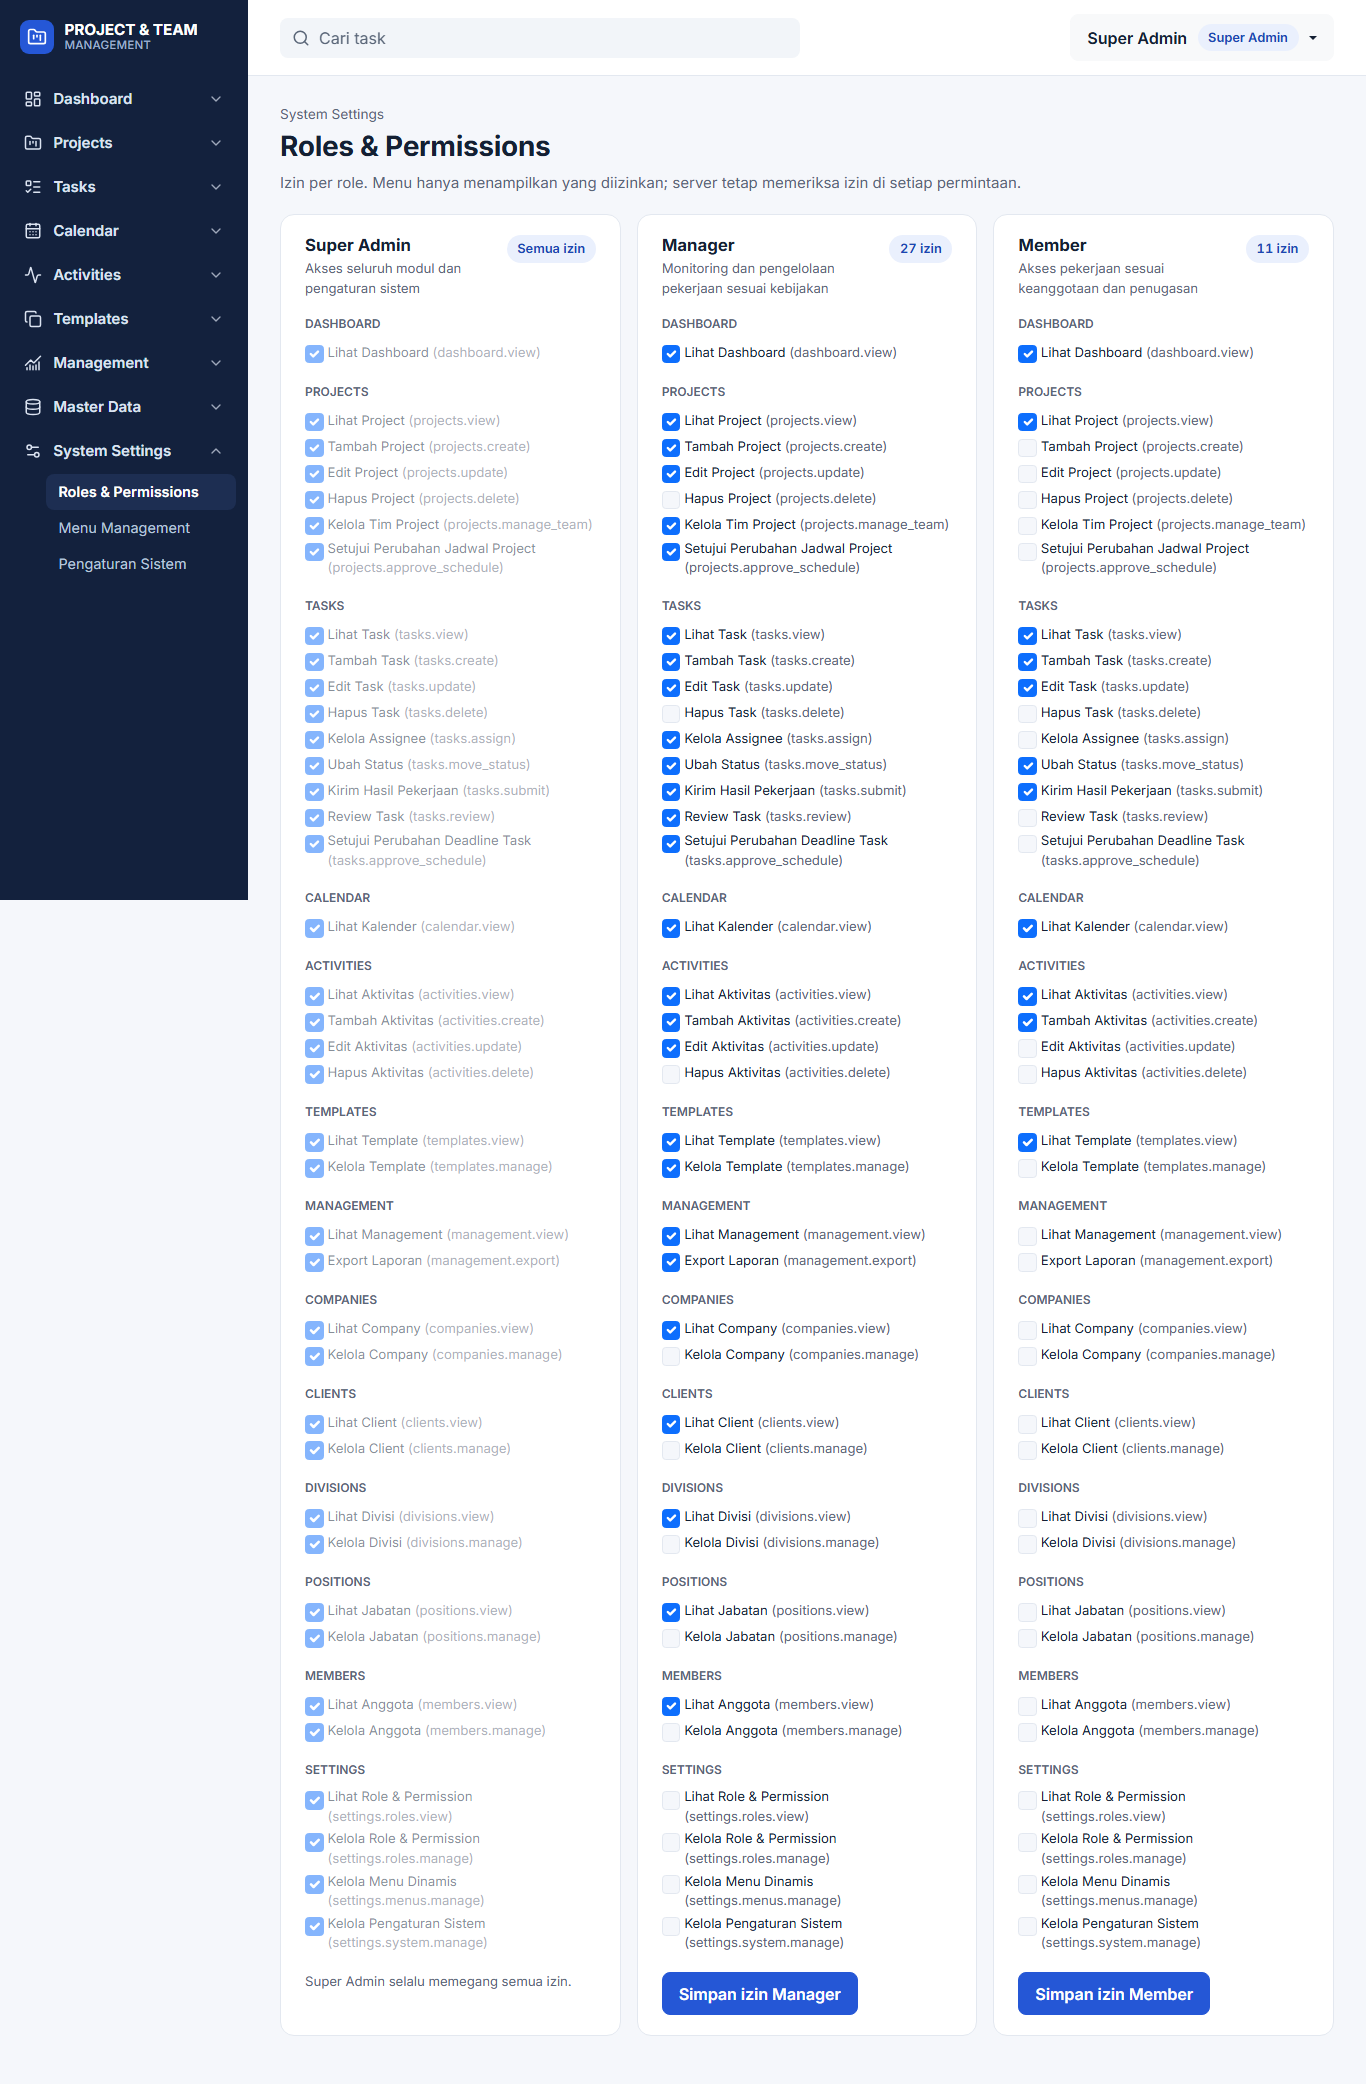 PROJECT & TEAM
MANAGEMENT
Dashboard
Projects
Tasks
Calendar
Activities
Templates
Management
Master Data
System Settings
Roles & Permissions
Menu Management
Pengaturan Sistem
Cari task
Super Admin
Super Admin
System Settings
Roles & Permissions
Izin per role. Menu hanya menampilkan yang diizinkan; server tetap memeriksa izin di setiap permintaan.
Super Admin
Semua izin
Akses seluruh modul dan
pengaturan sistem
DASHBOARD
Lihat Dashboard (dashboard.view)
PROJECTS
Lihat Project (projects.view)
Tambah Project (projects.create)
Edit Project (projects.update)
Hapus Project (projects.delete)
Kelola Tim Project (projects.manage_team)
Setujui Perubahan Jadwal Project
(projects.approve_schedule)
TASKS
Lihat Task (tasks.view)
Tambah Task (tasks.create)
Edit Task (tasks.update)
Hapus Task (tasks.delete)
Kelola Assignee (tasks.assign)
Ubah Status (tasks.move_status)
Kirim Hasil Pekerjaan (tasks.submit)
Review Task (tasks.review)
Setujui Perubahan Deadline Task
(tasks.approve_schedule)
CALENDAR
Lihat Kalender (calendar.view)
ACTIVITIES
Lihat Aktivitas (activities.view)
Tambah Aktivitas (activities.create)
Edit Aktivitas (activities.update)
Hapus Aktivitas (activities.delete)
TEMPLATES
Lihat Template (templates.view)
Kelola Template (templates.manage)
MANAGEMENT
Lihat Management (management.view)
Export Laporan (management.export)
COMPANIES
Lihat Company (companies.view)
Kelola Company (companies.manage)
CLIENTS
Lihat Client (clients.view)
Kelola Client (clients.manage)
DIVISIONS
Lihat Divisi (divisions.view)
Kelola Divisi (divisions.manage)
POSITIONS
Lihat Jabatan (positions.view)
Kelola Jabatan (positions.manage)
MEMBERS
Lihat Anggota (members.view)
Kelola Anggota (members.manage)
SETTINGS
Lihat Role & Permission
(settings.roles.view)
Kelola Role & Permission
(settings.roles.manage)
Kelola Menu Dinamis
(settings.menus.manage)
Kelola Pengaturan Sistem
(settings.system.manage)
Super Admin selalu memegang semua izin.
Manager
27 izin
Monitoring dan pengelolaan
pekerjaan sesuai kebijakan
DASHBOARD
Lihat Dashboard (dashboard.view)
PROJECTS
Lihat Project (projects.view)
Tambah Project (projects.create)
Edit Project (projects.update)
Hapus Project (projects.delete)
Kelola Tim Project (projects.manage_team)
Setujui Perubahan Jadwal Project
(projects.approve_schedule)
TASKS
Lihat Task (tasks.view)
Tambah Task (tasks.create)
Edit Task (tasks.update)
Hapus Task (tasks.delete)
Kelola Assignee (tasks.assign)
Ubah Status (tasks.move_status)
Kirim Hasil Pekerjaan (tasks.submit)
Review Task (tasks.review)
Setujui Perubahan Deadline Task
(tasks.approve_schedule)
CALENDAR
Lihat Kalender (calendar.view)
ACTIVITIES
Lihat Aktivitas (activities.view)
Tambah Aktivitas (activities.create)
Edit Aktivitas (activities.update)
Hapus Aktivitas (activities.delete)
TEMPLATES
Lihat Template (templates.view)
Kelola Template (templates.manage)
MANAGEMENT
Lihat Management (management.view)
Export Laporan (management.export)
COMPANIES
Lihat Company (companies.view)
Kelola Company (companies.manage)
CLIENTS
Lihat Client (clients.view)
Kelola Client (clients.manage)
DIVISIONS
Lihat Divisi (divisions.view)
Kelola Divisi (divisions.manage)
POSITIONS
Lihat Jabatan (positions.view)
Kelola Jabatan (positions.manage)
MEMBERS
Lihat Anggota (members.view)
Kelola Anggota (members.manage)
SETTINGS
Lihat Role & Permission
(settings.roles.view)
Kelola Role & Permission
(settings.roles.manage)
Kelola Menu Dinamis
(settings.menus.manage)
Kelola Pengaturan Sistem
(settings.system.manage)
Simpan izin Manager
Member
11 izin
Akses pekerjaan sesuai
keanggotaan dan penugasan
DASHBOARD
Lihat Dashboard (dashboard.view)
PROJECTS
Lihat Project (projects.view)
Tambah Project (projects.create)
Edit Project (projects.update)
Hapus Project (projects.delete)
Kelola Tim Project (projects.manage_team)
Setujui Perubahan Jadwal Project
(projects.approve_schedule)
TASKS
Lihat Task (tasks.view)
Tambah Task (tasks.create)
Edit Task (tasks.update)
Hapus Task (tasks.delete)
Kelola Assignee (tasks.assign)
Ubah Status (tasks.move_status)
Kirim Hasil Pekerjaan (tasks.submit)
Review Task (tasks.review)
Setujui Perubahan Deadline Task
(tasks.approve_schedule)
CALENDAR
Lihat Kalender (calendar.view)
ACTIVITIES
Lihat Aktivitas (activities.view)
Tambah Aktivitas (activities.create)
Edit Aktivitas (activities.update)
Hapus Aktivitas (activities.delete)
TEMPLATES
Lihat Template (templates.view)
Kelola Template (templates.manage)
MANAGEMENT
Lihat Management (management.view)
Export Laporan (management.export)
COMPANIES
Lihat Company (companies.view)
Kelola Company (companies.manage)
CLIENTS
Lihat Client (clients.view)
Kelola Client (clients.manage)
DIVISIONS
Lihat Divisi (divisions.view)
Kelola Divisi (divisions.manage)
POSITIONS
Lihat Jabatan (positions.view)
Kelola Jabatan (positions.manage)
MEMBERS
Lihat Anggota (members.view)
Kelola Anggota (members.manage)
SETTINGS
Lihat Role & Permission
(settings.roles.view)
Kelola Role & Permission
(settings.roles.manage)
Kelola Menu Dinamis
(settings.menus.manage)
Kelola Pengaturan Sistem
(settings.system.manage)
Simpan izin Member